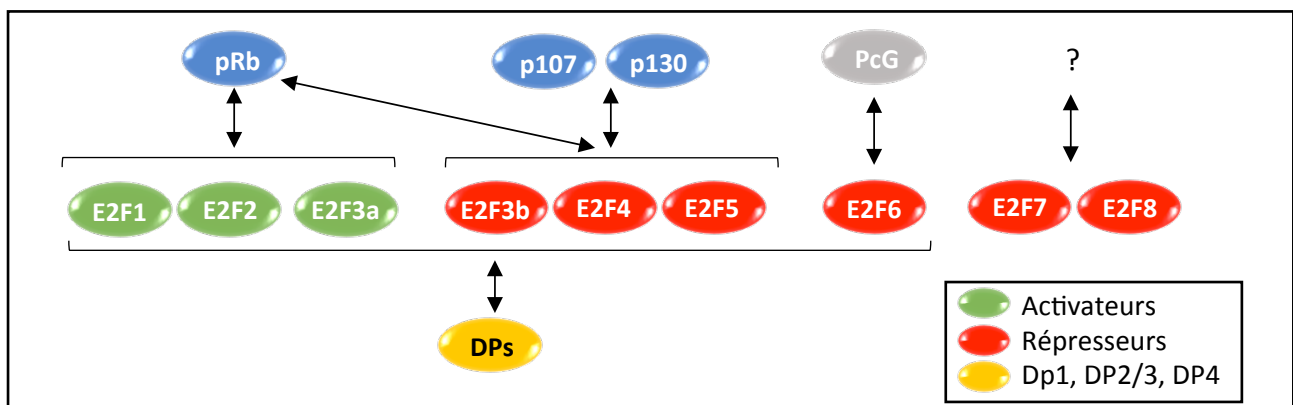 pRb p107 p130 PcG ?
E2F1 E2F2 E2F3a E2F3b E2F4 E2F5 E2F6 E2F7 E2F8
DPs
Activateurs
Répresseurs
Dp1, DP2/3, DP4